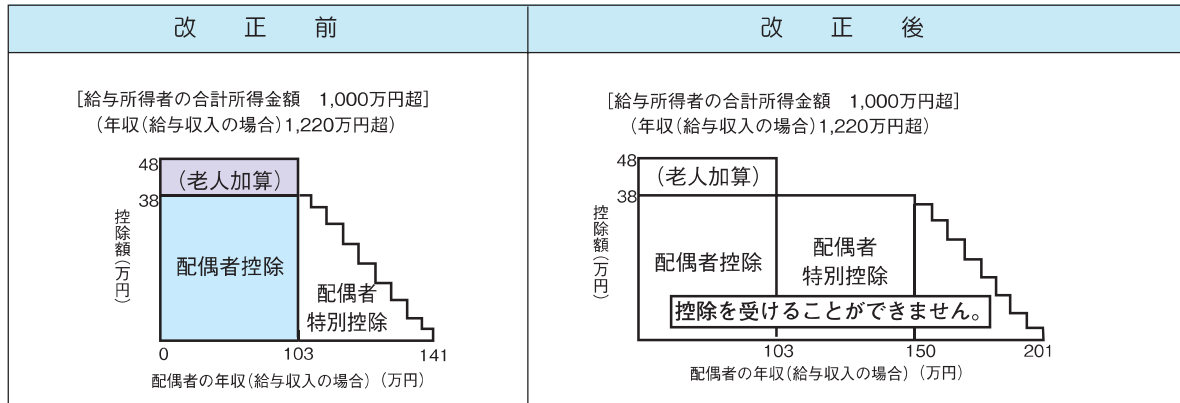 改正前
[給与所得者の合計所得金額　1,000万円超]
(年収(給与収入の場合)1,220万円超)
48
(老人加算)
38
控除額(万円)
配偶者控除
配偶者
特別控除
0
103
141
配偶者の年収(給与収入の場合)(万円)
改正後
[給与所得者の合計所得金額　1,000万円超]
(年収(給与収入の場合)1,220万円超)
48
(老人加算)
38
控除額(万円)
配偶者控除
配偶者
特別控除
控除を受けることができません。
103
150
201
配偶者の年収(給与収入の場合)(万円)